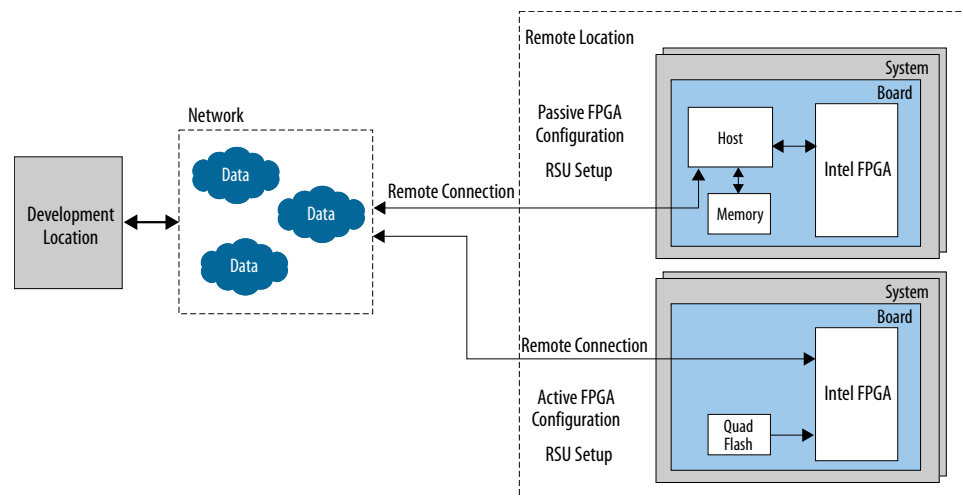 Remote Location
System
Board
Passive FPGA
Configuration
RSU Setup
Host
Memory
Intel FPGA
Network
Data
Data
Data
Development
Location
Remote Connection
System
Board
Remote Connection
Intel FPGA
Active FPGA
Configuration
RSU Setup
Quad
Flash